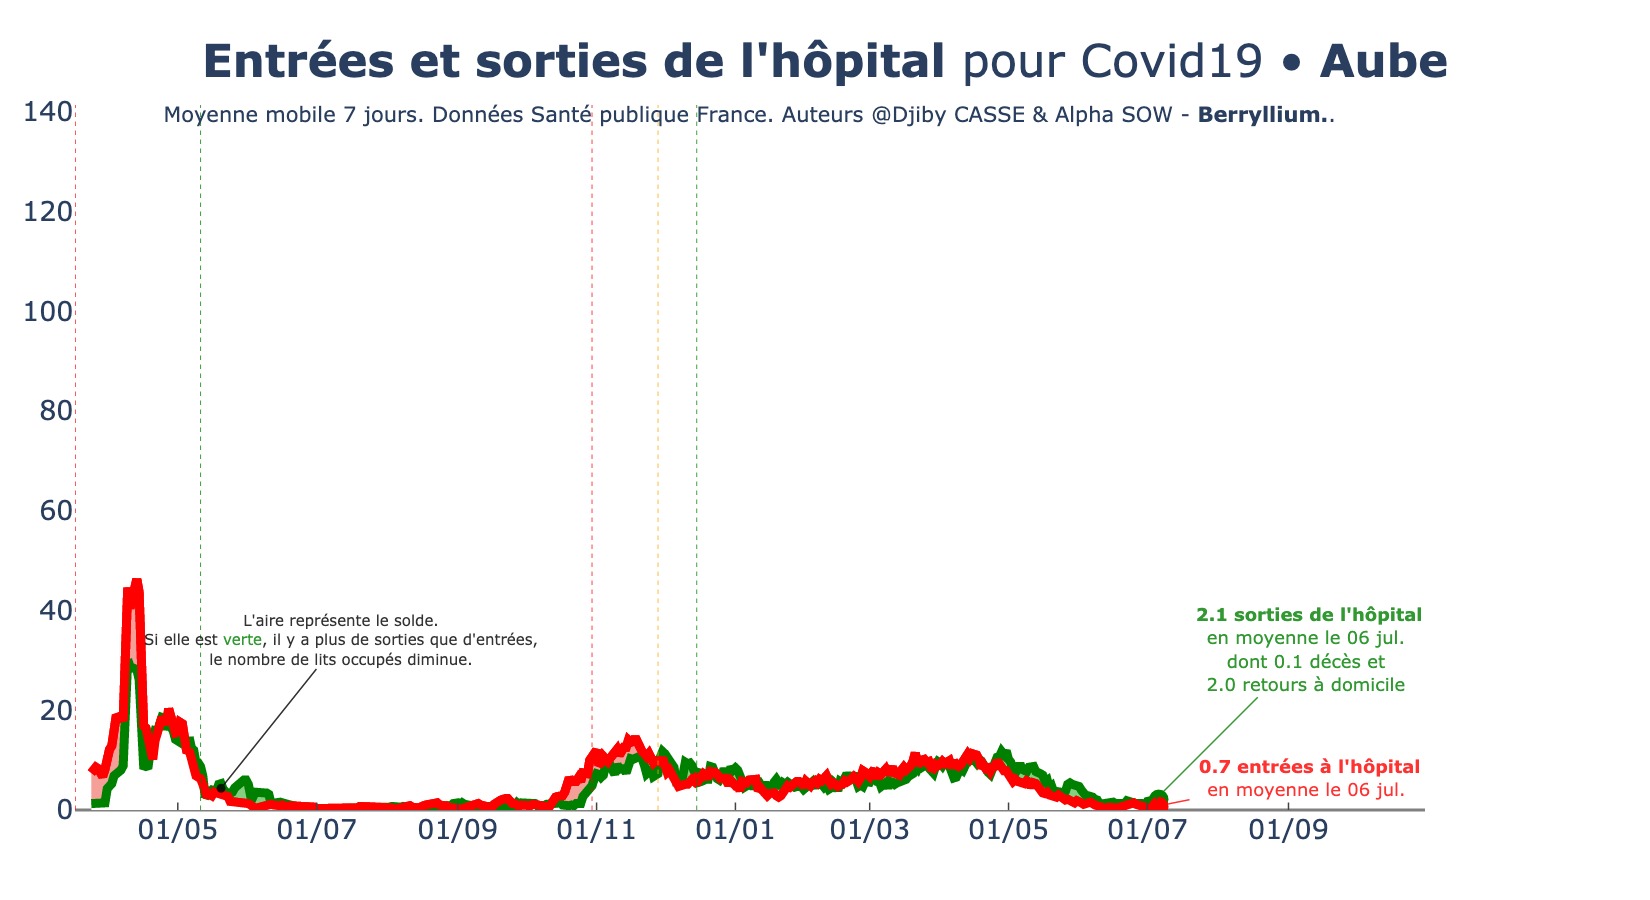 Entrées et sorties de l'hôpital pour Covid19 • Aube
Moyenne mobile 7 jours. Données Santé publique France. Auteurs @Djiby CASSE & Alpha SOW - Berryllium..
140
120
100
80
60
40
20
0
L'aire représente le solde.
Si elle est verte, il y a plus de sorties que d'entrées,
le nombre de lits occupés diminue.
2.1 sorties de l'hôpital
en moyenne le 06 jul.
dont 0.1 décès et
2.0 retours à domicile
0.7 entrées à l'hôpital
en moyenne le 06 jul.
01/05 01/07 01/09 01/11 01/01 01/03 01/05 01/07 01/09